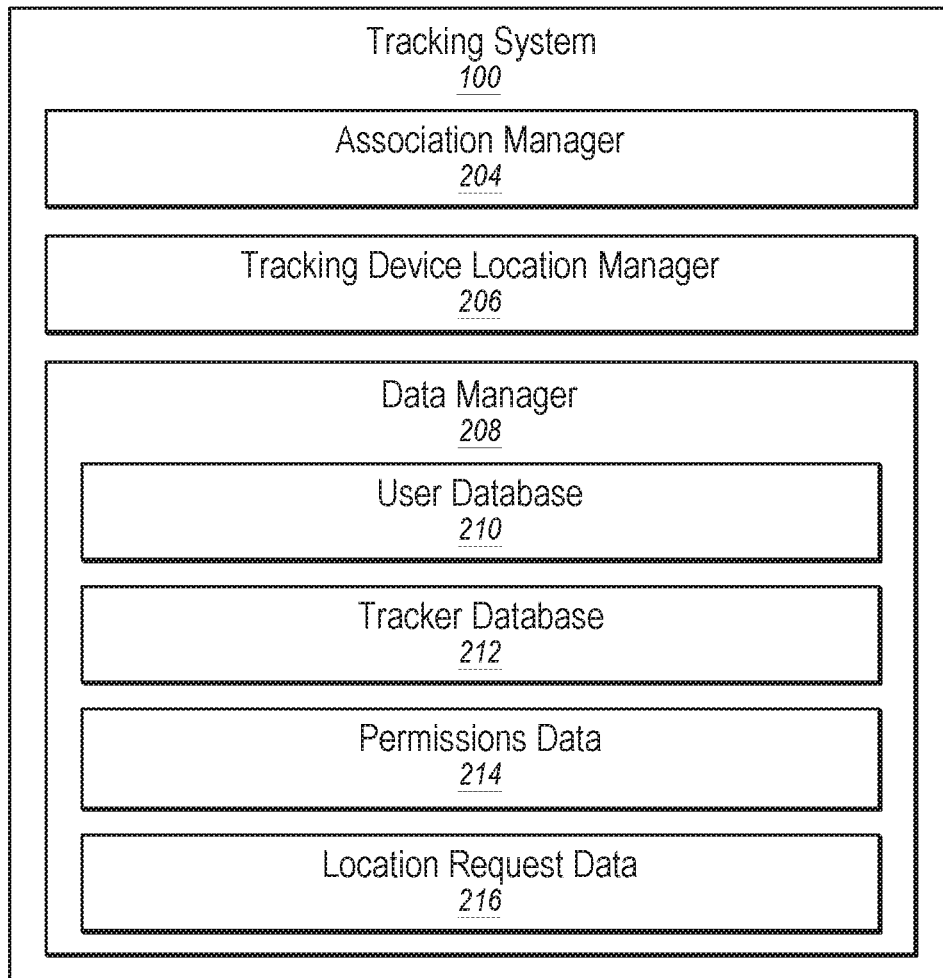 Tracking System
100
Association Manager
204
Tracking Device Location Manager
206
Data Manager
208
User Database
210
Tracker Database
212
Permissions Data
214
Location Request Data
216